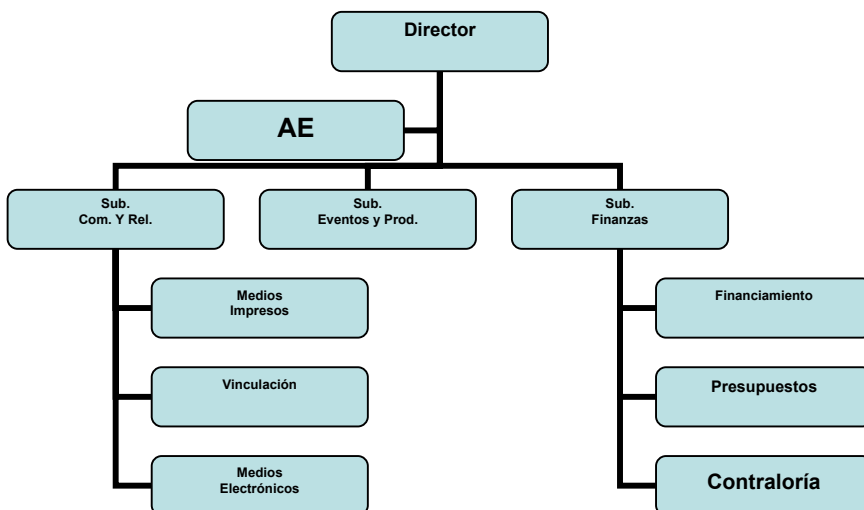 Director
AE
Sub.
Com. Y Rel.
Sub.
Eventos y Prod.
Sub.
Finanzas
Medios
Impresos
Financiamiento
Vinculación
Presupuestos
Medios
Electrónicos
Contraloría